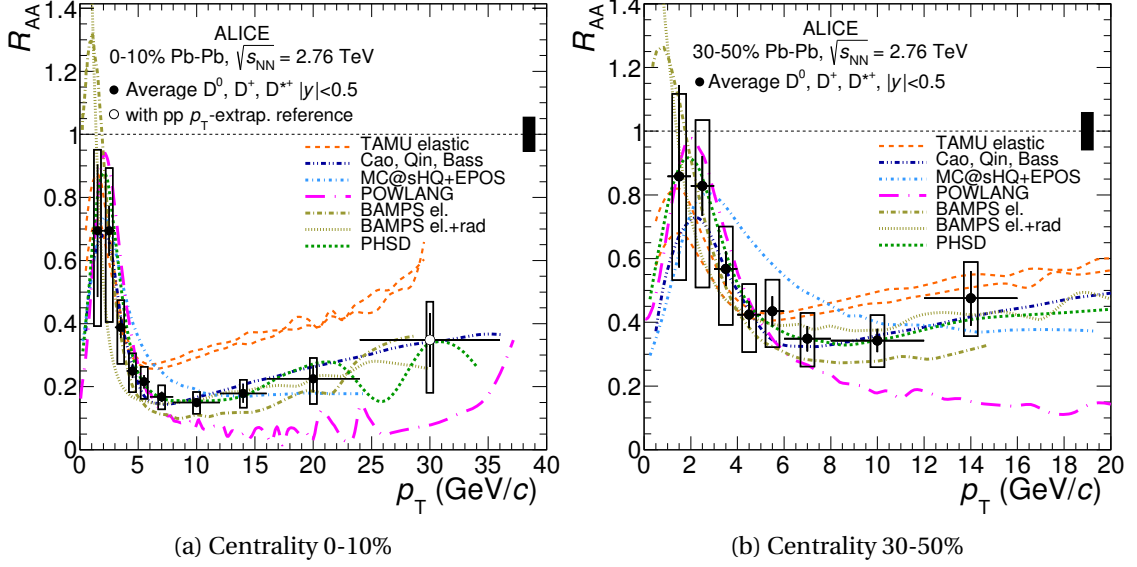 R_AA
1.4
1.2
1
0.8
0.6
0.4
0.2
0
ALICE
0-10% Pb-Pb, √s_NN = 2.76 TeV
Average D^0, D^+, D^*+ |y|<0.5
with pp p_T-extrap. reference
TAMU elastic
Cao, Qin, Bass
MC@sHQ+EPOS
POWLANG
BAMPS el.
BAMPS el.+rad
PHSD
0 5 10 15 20 25 30 35 40
p_T (GeV/c)
(a) Centrality 0-10%
R_AA
1.4
1.2
1
0.8
0.6
0.4
0.2
0
ALICE
30-50% Pb-Pb, √s_NN = 2.76 TeV
Average D^0, D^+, D^*+, |y|<0.5
TAMU elastic
Cao, Qin, Bass
MC@sHQ+EPOS
POWLANG
BAMPS el.
BAMPS el.+rad
PHSD
0 2 4 6 8 10 12 14 16 18 20
p_T (GeV/c)
(b) Centrality 30-50%